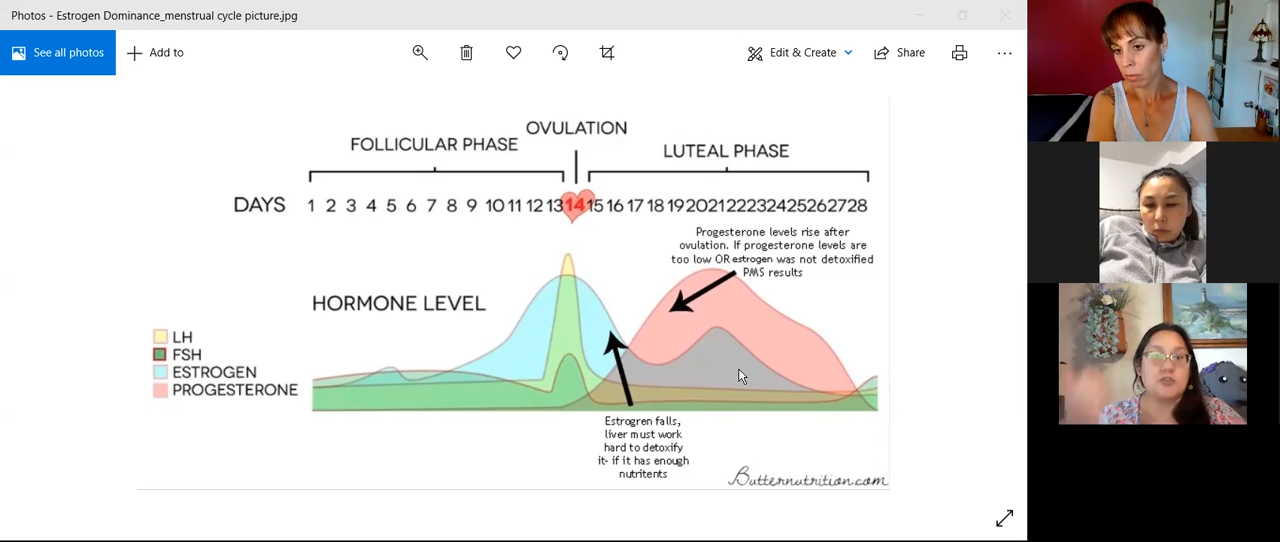 Photos - Estrogen Dominance_menstrual cycle picture.jpg
See all photos
Add to
Edit & Create
Share
OVULATION
FOLLICULAR PHASE
LUTEAL PHASE
DAYS 1 2 3 4 5 6 7 8 9 10 11 12 13 14 15 16 17 18 19 20 21 22 23 24 25 26 27 28
Progesterone levels rise after
ovulation. If progesterone levels are
too low OR estrogen was not detoxified
PMS results
HORMONE LEVEL
LH
FSH
ESTROGEN
PROGESTERONE
Estrogren falls,
liver must work
hard to detoxify
it- if it has enough
nutritents
Butternutrition.com